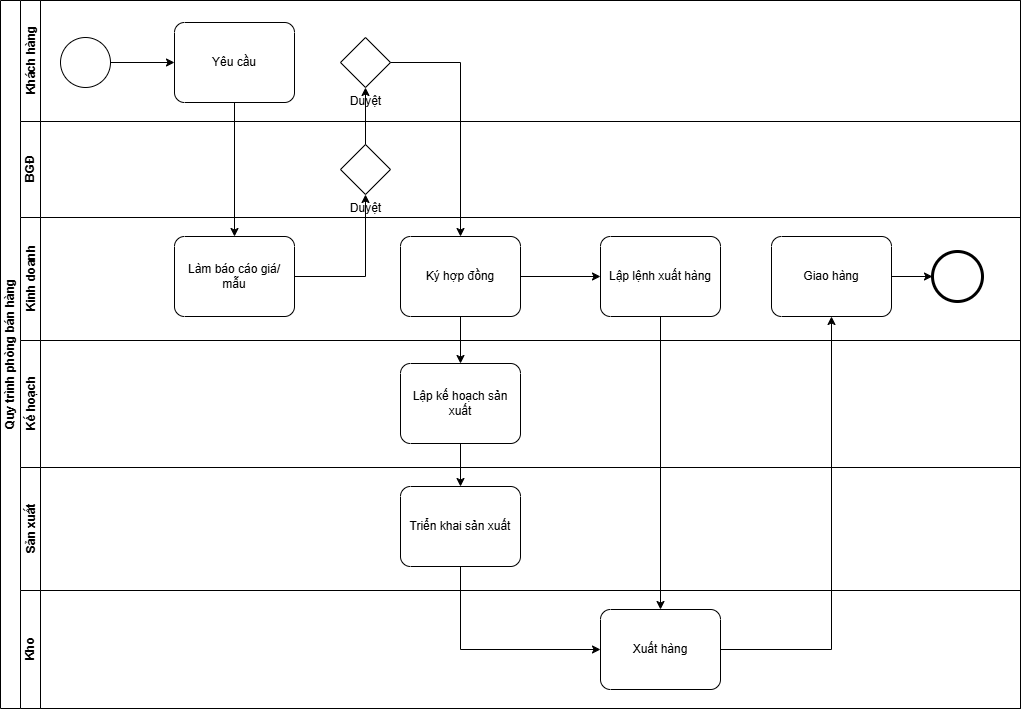 Quy trình phòng bán hàng
Khách hàng
Yêu cầu
Duyệt
BGĐ
Duyệt
Kinh doanh
Làm báo cáo giá/
mẫu
Ký hợp đồng
Lập lệnh xuất hàng
Giao hàng
Kế hoạch
Lập kế hoạch sản
xuất
Sản xuất
Triển khai sản xuất
Kho
Xuất hàng